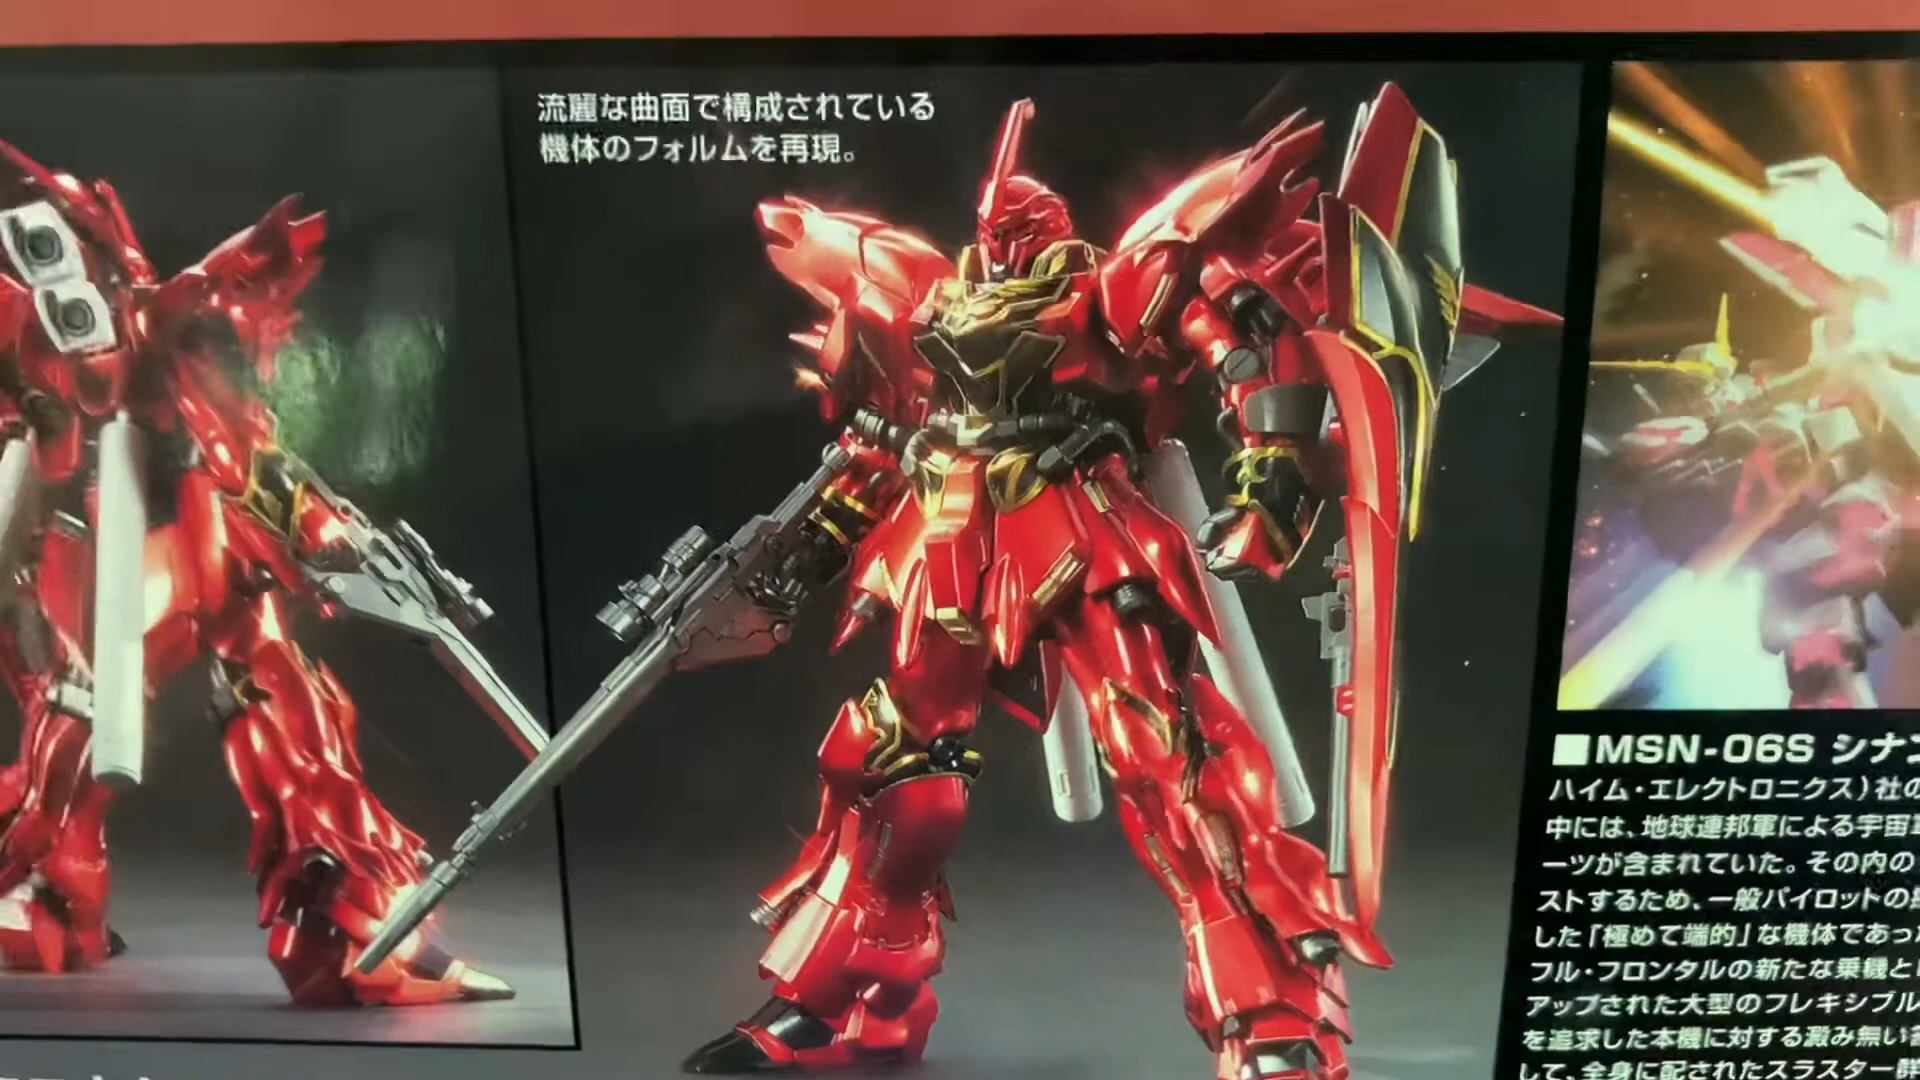 流麗な曲面で構成されている
機体のフォルムを再現。
■MSN-06S シナン
ハイム・エレクトロニクス)社の
中には、地球連邦軍による宇宙
ーツが含まれていた。その内の
ストするため、一般パイロットの
した「極めて端的」な機体であっ
フル・フロンタルの新たな乗機と
アップされた大型のフレキシブル
を追求した本機に対する澱み無い
して、全身に配されたスラスター群